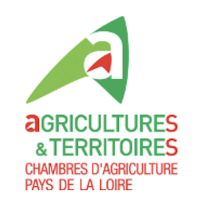 a
aGRICULTURES
& TERRITOIRES
CHAMBRES D'AGRICULTURE
PAYS DE LA LOIRE